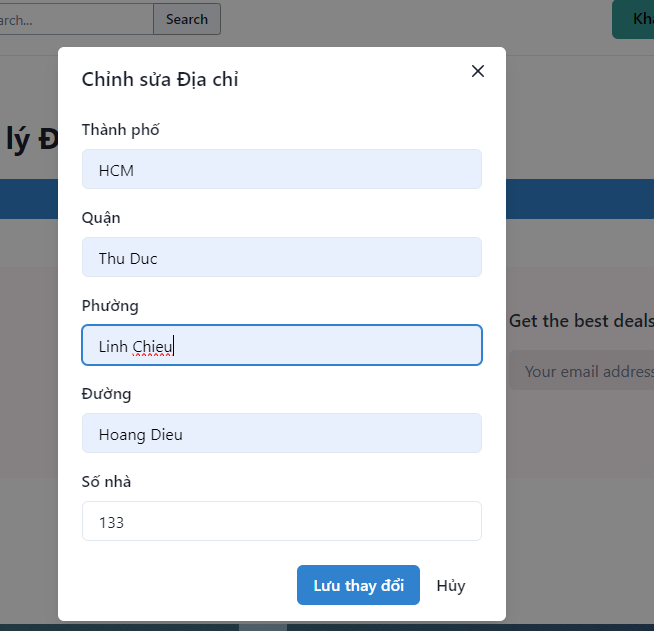 arch...
Search
Kh
lý Đ
Chỉnh sửa Địa chỉ
Thành phố
HCM
Quận
Thu Duc
Phường
Linh Chieu
Đường
Hoang Dieu
Số nhà
133
Lưu thay đổi
Hủy
Get the best deals
Your email address